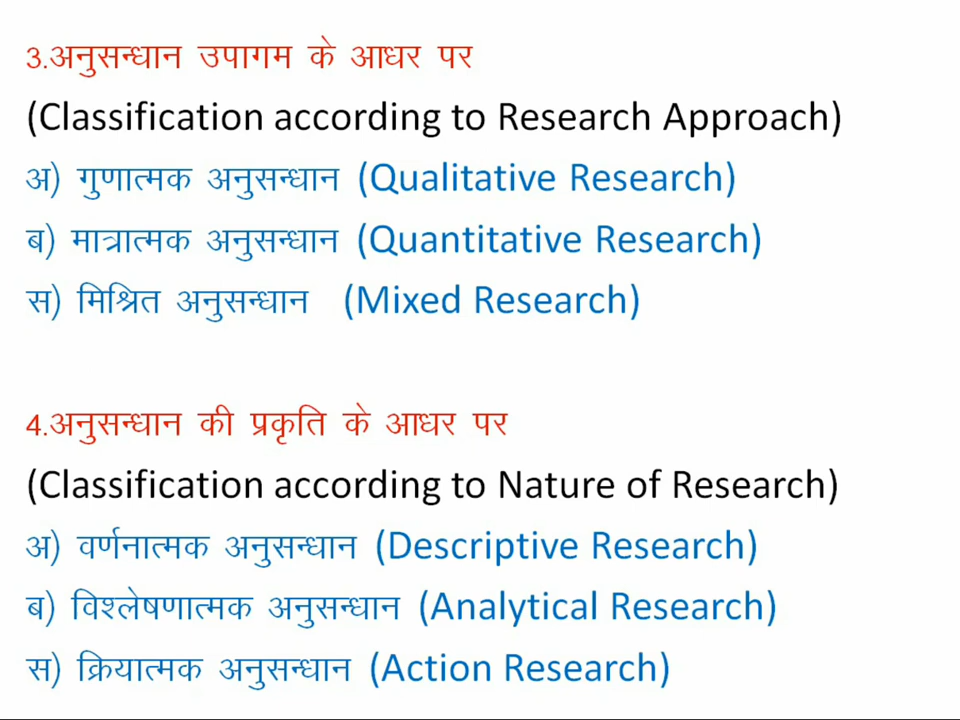 3.अनुसन्धान उपागम के आधर पर
(Classification according to Research Approach)
अ) गुणात्मक अनुसन्धान (Qualitative Research)
ब) मात्रात्मक अनुसन्धान (Quantitative Research)
स) मिश्रित अनुसन्धान (Mixed Research)
4.अनुसन्धान की प्रकृति के आधर पर
(Classification according to Nature of Research)
अ) वर्णनात्मक अनुसन्धान (Descriptive Research)
ब) विश्लेषणात्मक अनुसन्धान (Analytical Research)
स) क्रियात्मक अनुसन्धान (Action Research)